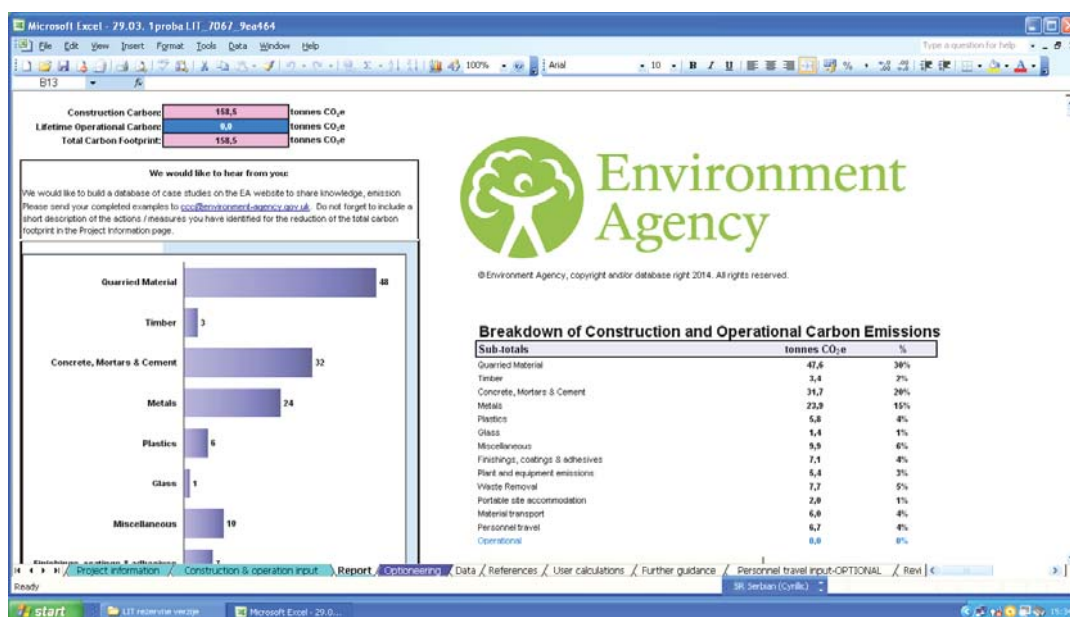 Microsoft Excel - 29.03. 1proba LIT_7067_9ea464
File Edit View Insert Format Tools Data Window Help
Type a question for help
100% Arial 10 B I U
B13 fx
Construction Carbon: 158,5 tonnes CO₂e
Lifetime Operational Carbon: 0,0 tonnes CO₂e
Total Carbon Footprint: 158,5 tonnes CO₂e
We would like to hear from you:
We would like to build a database of case studies on the EA website to share knowledge, emission
Please send your completed examples to ccc@environment-agency.gov.uk. Do not forget to include a
short description of the actions / measures you have identified for the reduction of the total carbon
footprint in the Project Information page.
Quarried Material 48
Timber 3
Concrete, Mortars & Cement 32
Metals 24
Plastics 6
Glass 1
Miscellaneous 10
Finishings, coatings & adhesives 7
Environment
Agency
© Environment Agency, copyright and/or database right 2014. All rights reserved.
Breakdown of Construction and Operational Carbon Emissions
Sub-totals tonnes CO₂e %
Quarried Material 47,6 30%
Timber 3,4 2%
Concrete, Mortars & Cement 31,7 20%
Metals 23,9 15%
Plastics 5,8 4%
Glass 1,4 1%
Miscellaneous 9,9 6%
Finishings, coatings & adhesives 7,1 4%
Plant and equipment emissions 5,4 3%
Waste Removal 7,7 5%
Portable site accommodation 2,0 1%
Material transport 6,0 4%
Personnel travel 6,7 4%
Operational 0,0 0%
Project information / Construction & operation input \ Report / Optioneering / Data / References / User calculations / Further guidance / Personnel travel input-OPTIONAL / Revi
Ready
SR Serbian (Cyrillic)
start LIT rezervne verzije Microsoft Excel - 29.0...